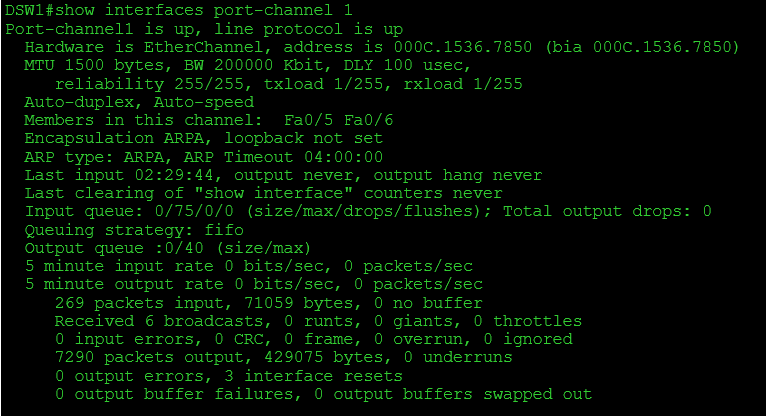 DSW1#show interfaces port-channel 1
Port-channel1 is up, line protocol is up
Hardware is EtherChannel, address is 000C.1536.7850 (bia 000C.1536.7850)
MTU 1500 bytes, BW 200000 Kbit, DLY 100 usec,
reliability 255/255, txload 1/255, rxload 1/255
Auto-duplex, Auto-speed
Members in this channel: Fa0/5 Fa0/6
Encapsulation ARPA, loopback not set
ARP type: ARPA, ARP Timeout 04:00:00
Last input 02:29:44, output never, output hang never
Last clearing of "show interface" counters never
Input queue: 0/75/0/0 (size/max/drops/flushes); Total output drops: 0
Queuing strategy: fifo
Output queue :0/40 (size/max)
5 minute input rate 0 bits/sec, 0 packets/sec
5 minute output rate 0 bits/sec, 0 packets/sec
269 packets input, 71059 bytes, 0 no buffer
Received 6 broadcasts, 0 runts, 0 giants, 0 throttles
0 input errors, 0 CRC, 0 frame, 0 overrun, 0 ignored
7290 packets output, 429075 bytes, 0 underruns
0 output errors, 3 interface resets
0 output buffer failures, 0 output buffers swapped out